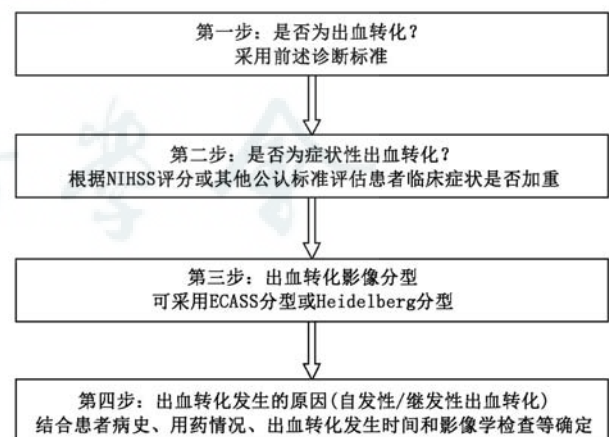 第一步：是否为出血转化？
采用前述诊断标准
第二步：是否为症状性出血转化？
根据NIHSS评分或其他公认标准评估患者临床症状是否加重
第三步：出血转化影像分型
可采用ECASS分型或Heidelberg分型
第四步：出血转化发生的原因(自发性/继发性出血转化)
结合患者病史、用药情况、出血转化发生时间和影像学检查等确定